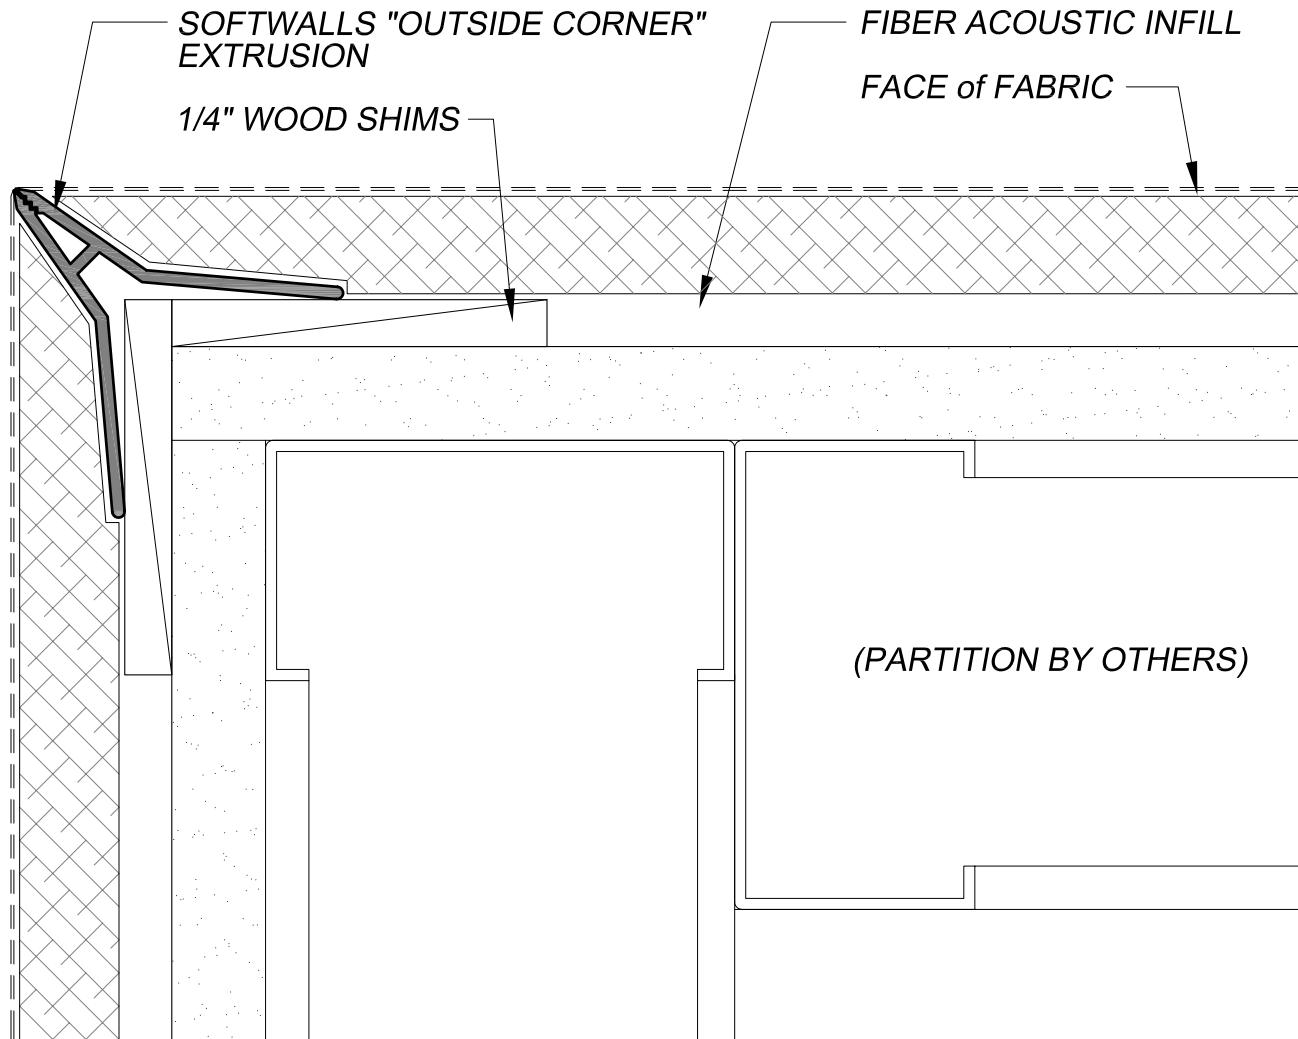 SOFTWALLS "OUTSIDE CORNER"
EXTRUSION
1/4" WOOD SHIMS
FIBER ACOUSTIC INFILL
FACE of FABRIC
(PARTITION BY OTHERS)